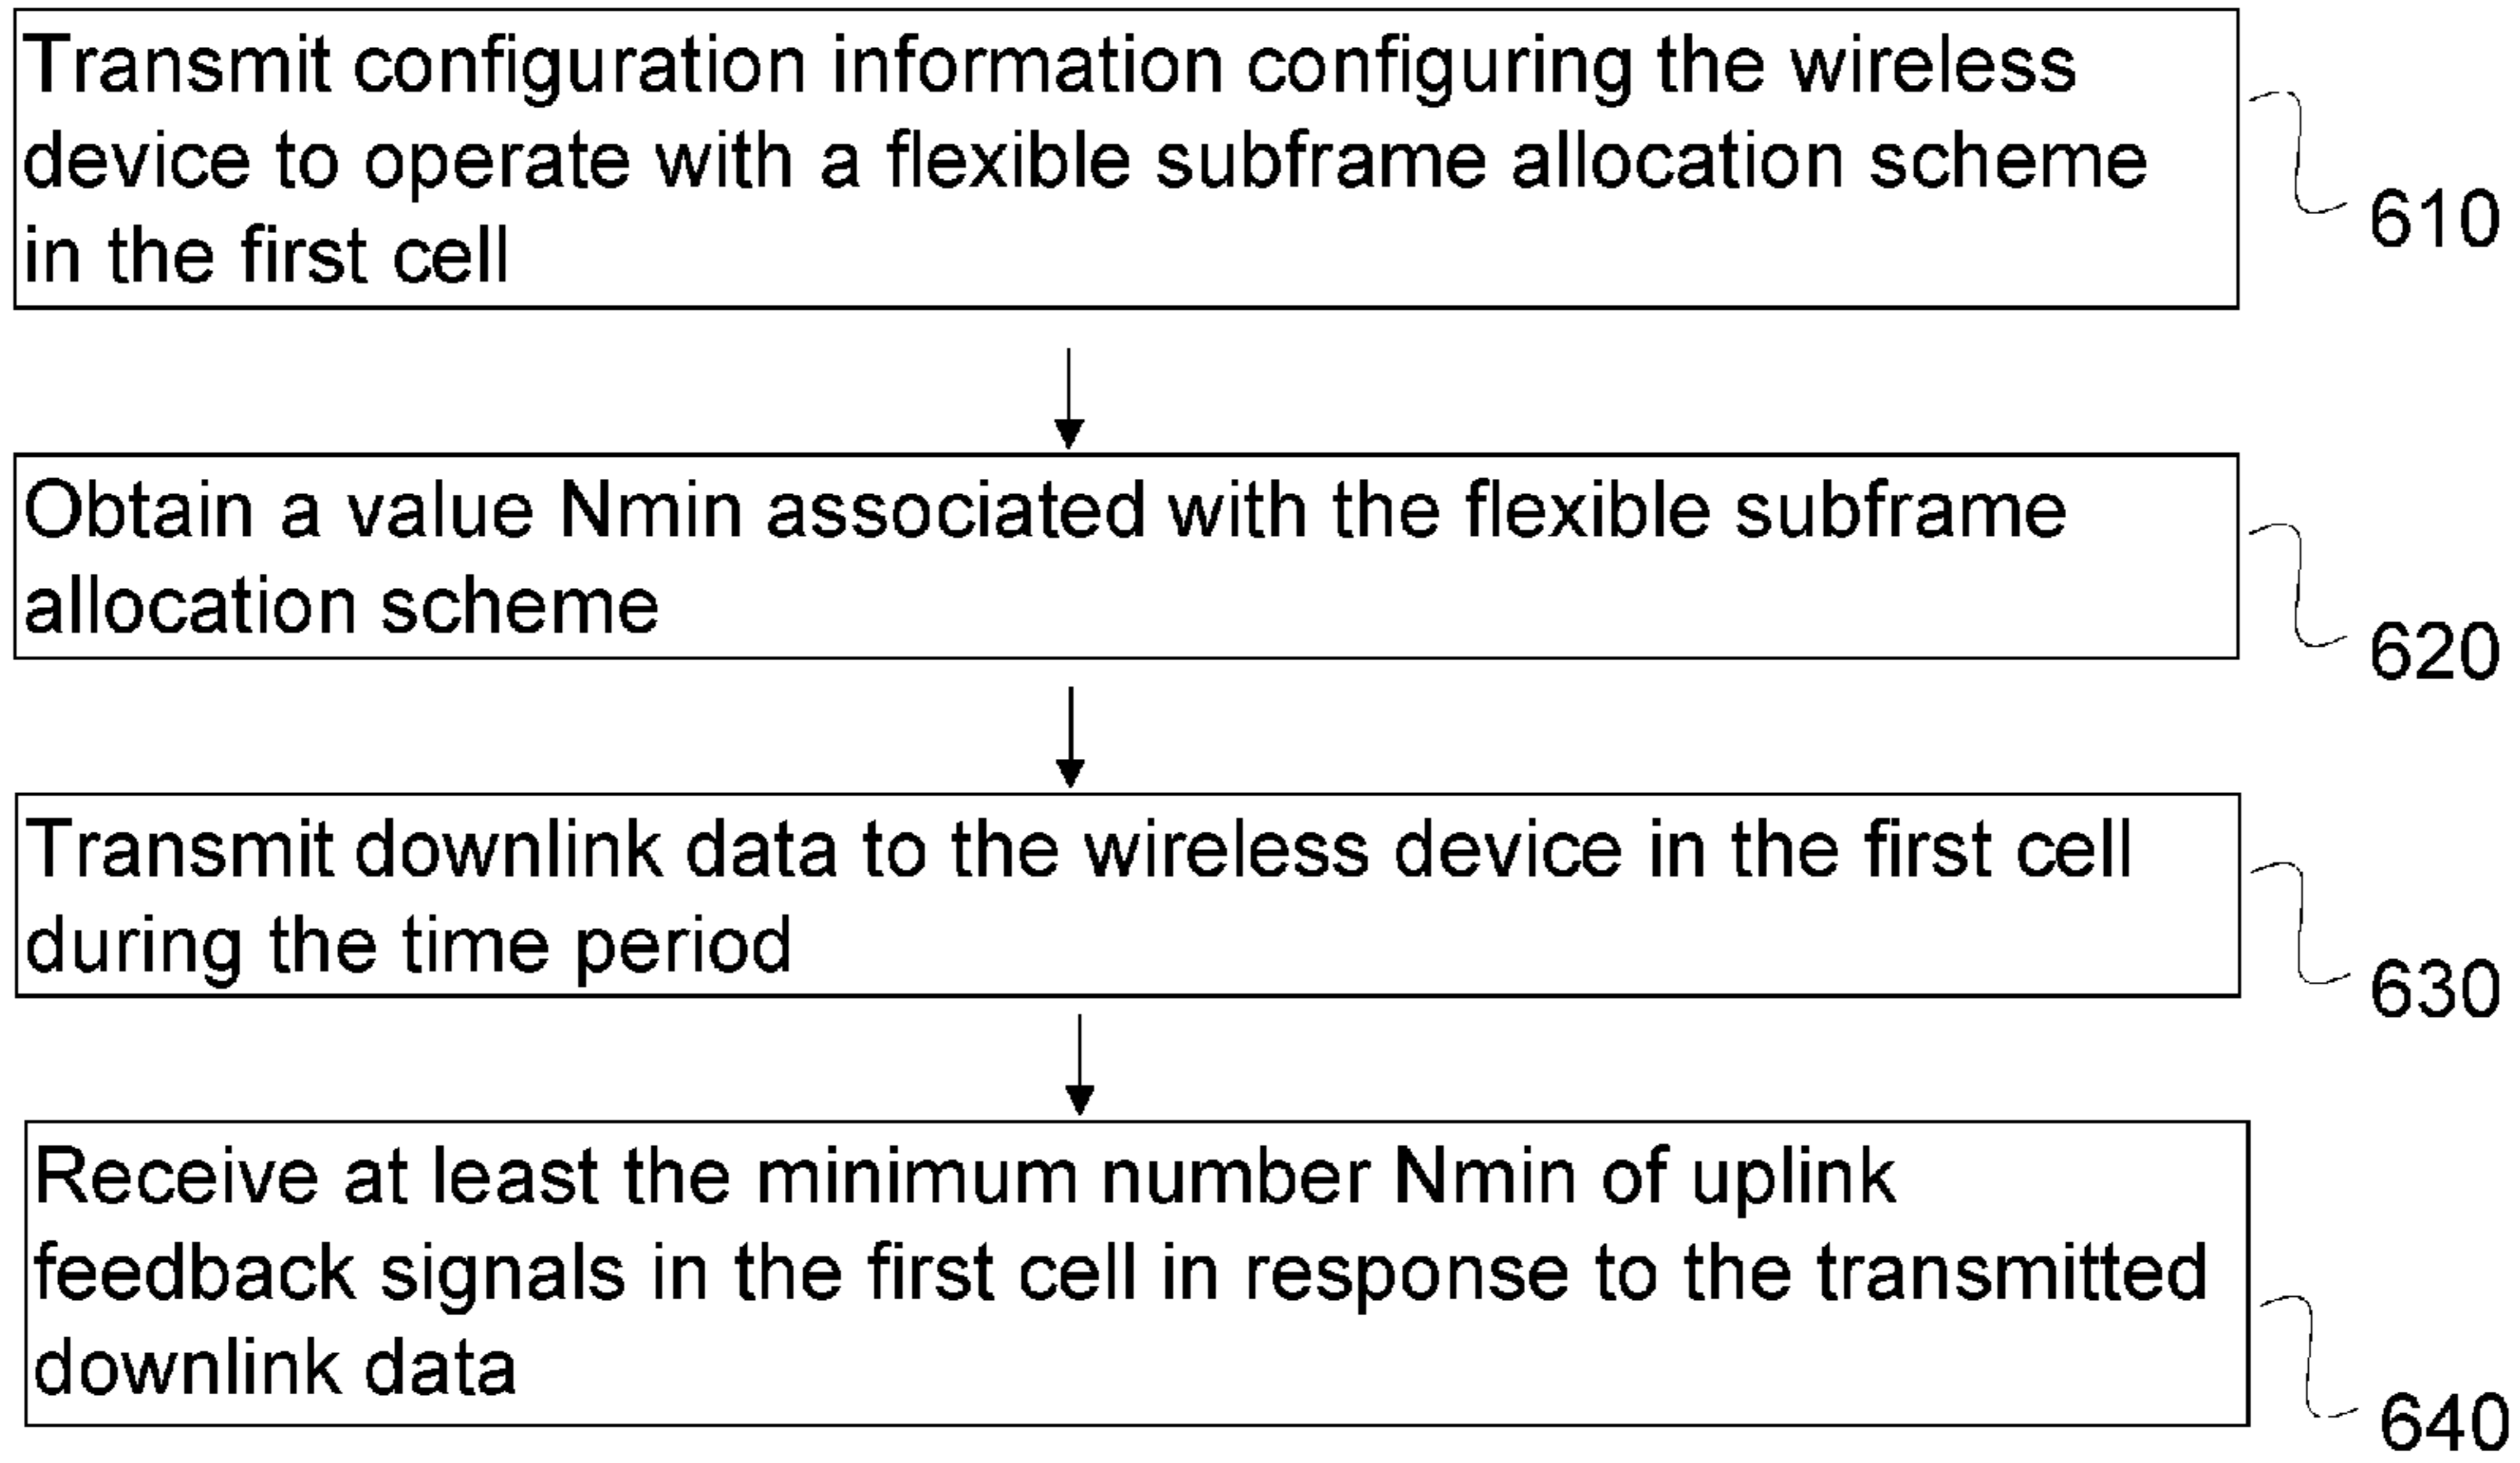 Transmit configuration information configuring the wireless
device to operate with a flexible subframe allocation scheme
in the first cell
610
Obtain a value Nmin associated with the flexible subframe
allocation scheme
620
Transmit downlink data to the wireless device in the first cell
during the time period
630
Receive at least the minimum number Nmin of uplink
feedback signals in the first cell in response to the transmitted
downlink data
640